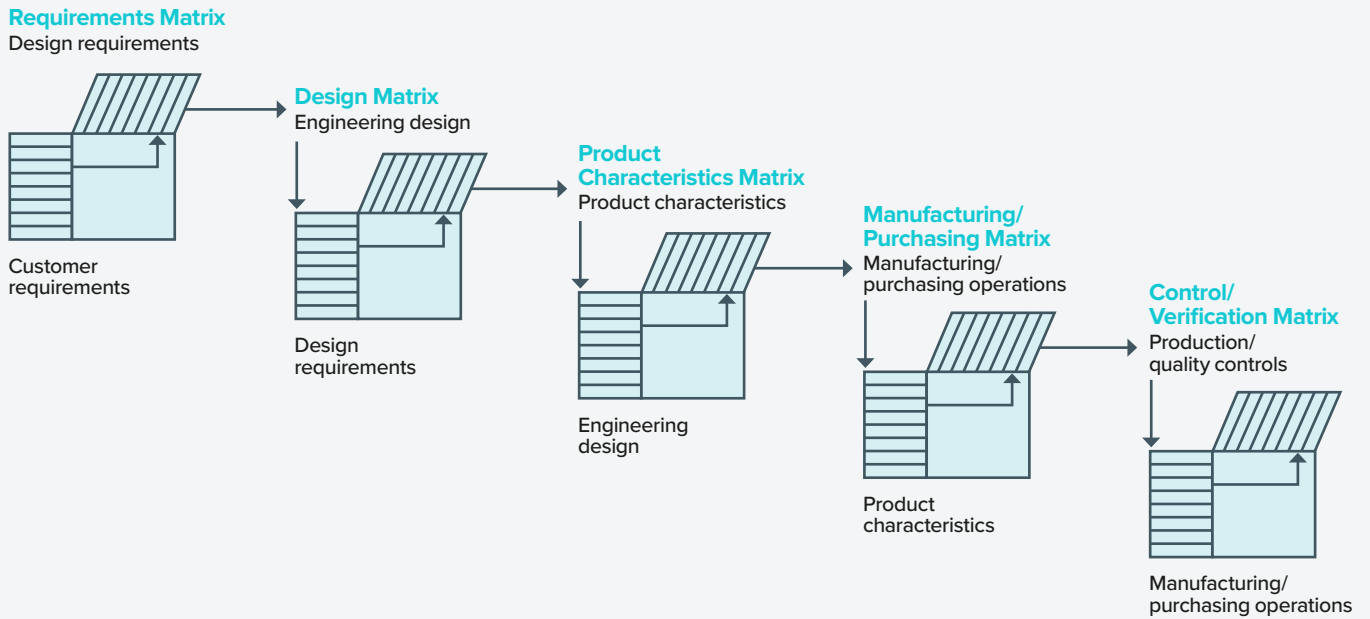 Requirements Matrix
Design requirements
Customer
requirements
Design Matrix
Engineering design
Design
requirements
Product
Characteristics Matrix
Product characteristics
Engineering
design
Manufacturing/
Purchasing Matrix
Manufacturing/
purchasing operations
Product
characteristics
Control/
Verification Matrix
Production/
quality controls
Manufacturing/
purchasing operations